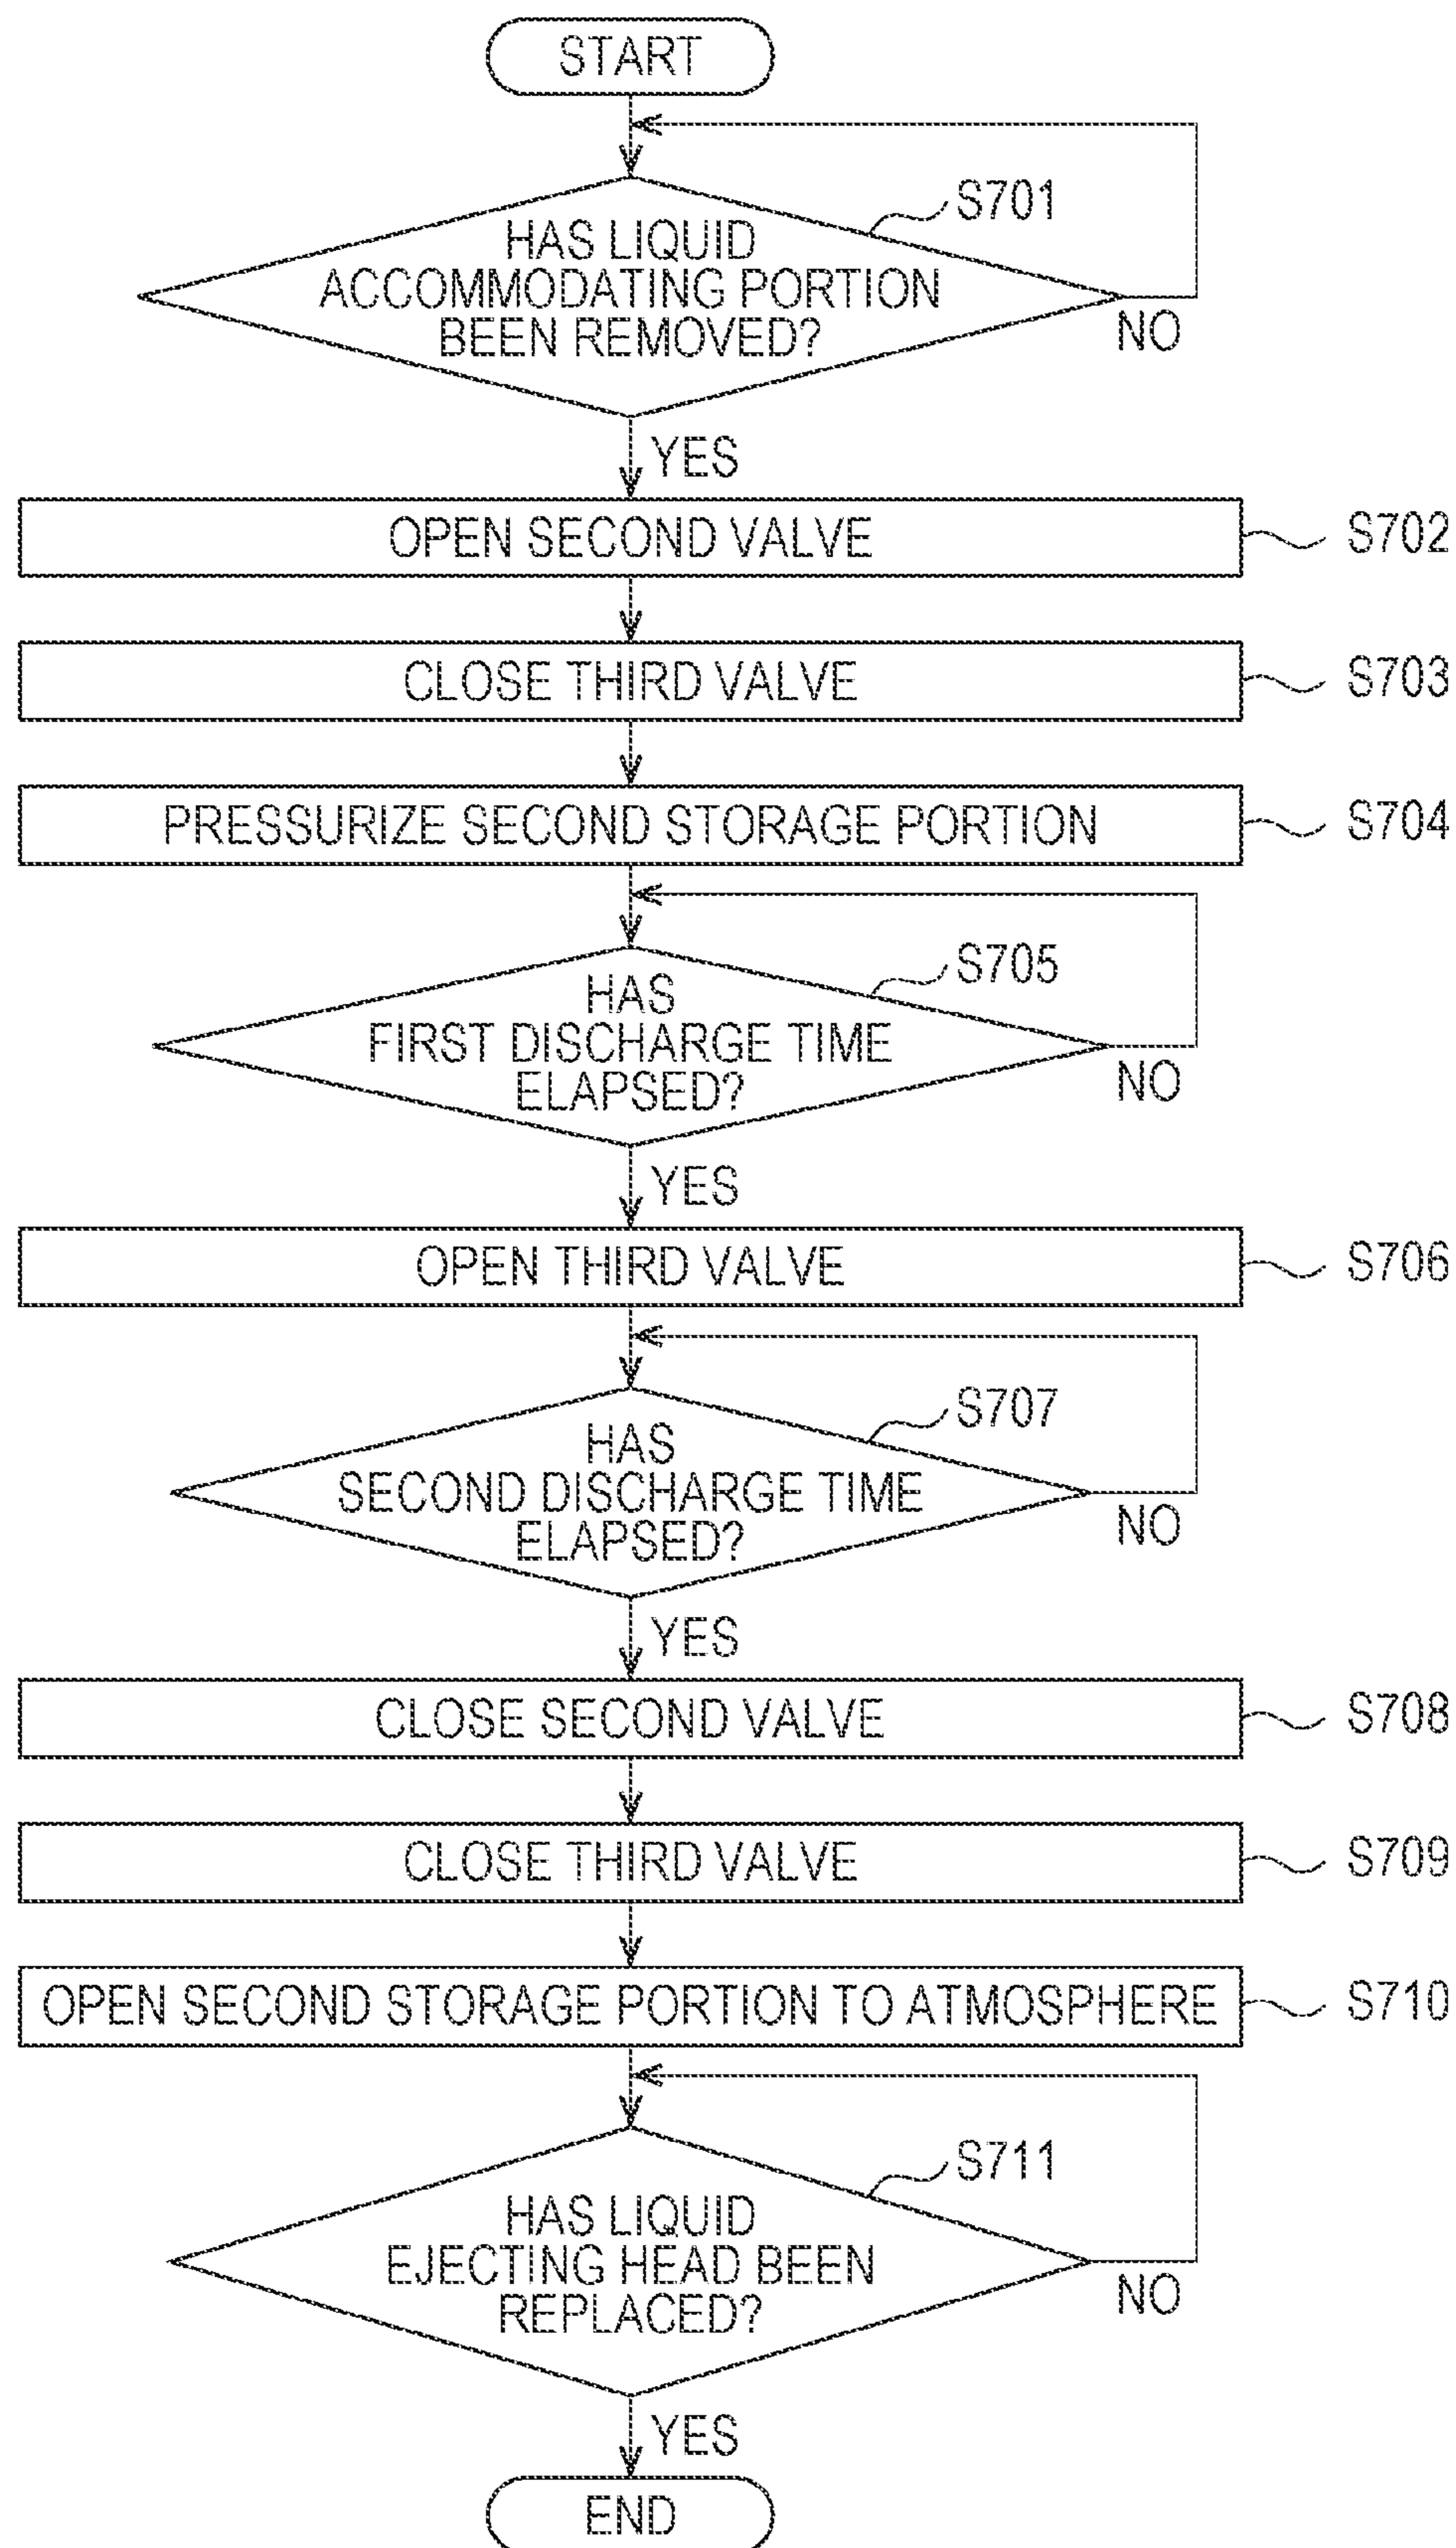 START
S701
HAS LIQUID
ACCOMMODATING PORTION
BEEN REMOVED?
NO
YES
OPEN SECOND VALVE
S702
CLOSE THIRD VALVE
S703
PRESSURIZE SECOND STORAGE PORTION
S704
S705
HAS
FIRST DISCHARGE TIME
ELAPSED?
NO
YES
OPEN THIRD VALVE
S706
S707
HAS
SECOND DISCHARGE TIME
ELAPSED?
NO
YES
CLOSE SECOND VALVE
S708
CLOSE THIRD VALVE
S709
OPEN SECOND STORAGE PORTION TO ATMOSPHERE
S710
S711
HAS LIQUID
EJECTING HEAD BEEN
REPLACED?
NO
YES
END